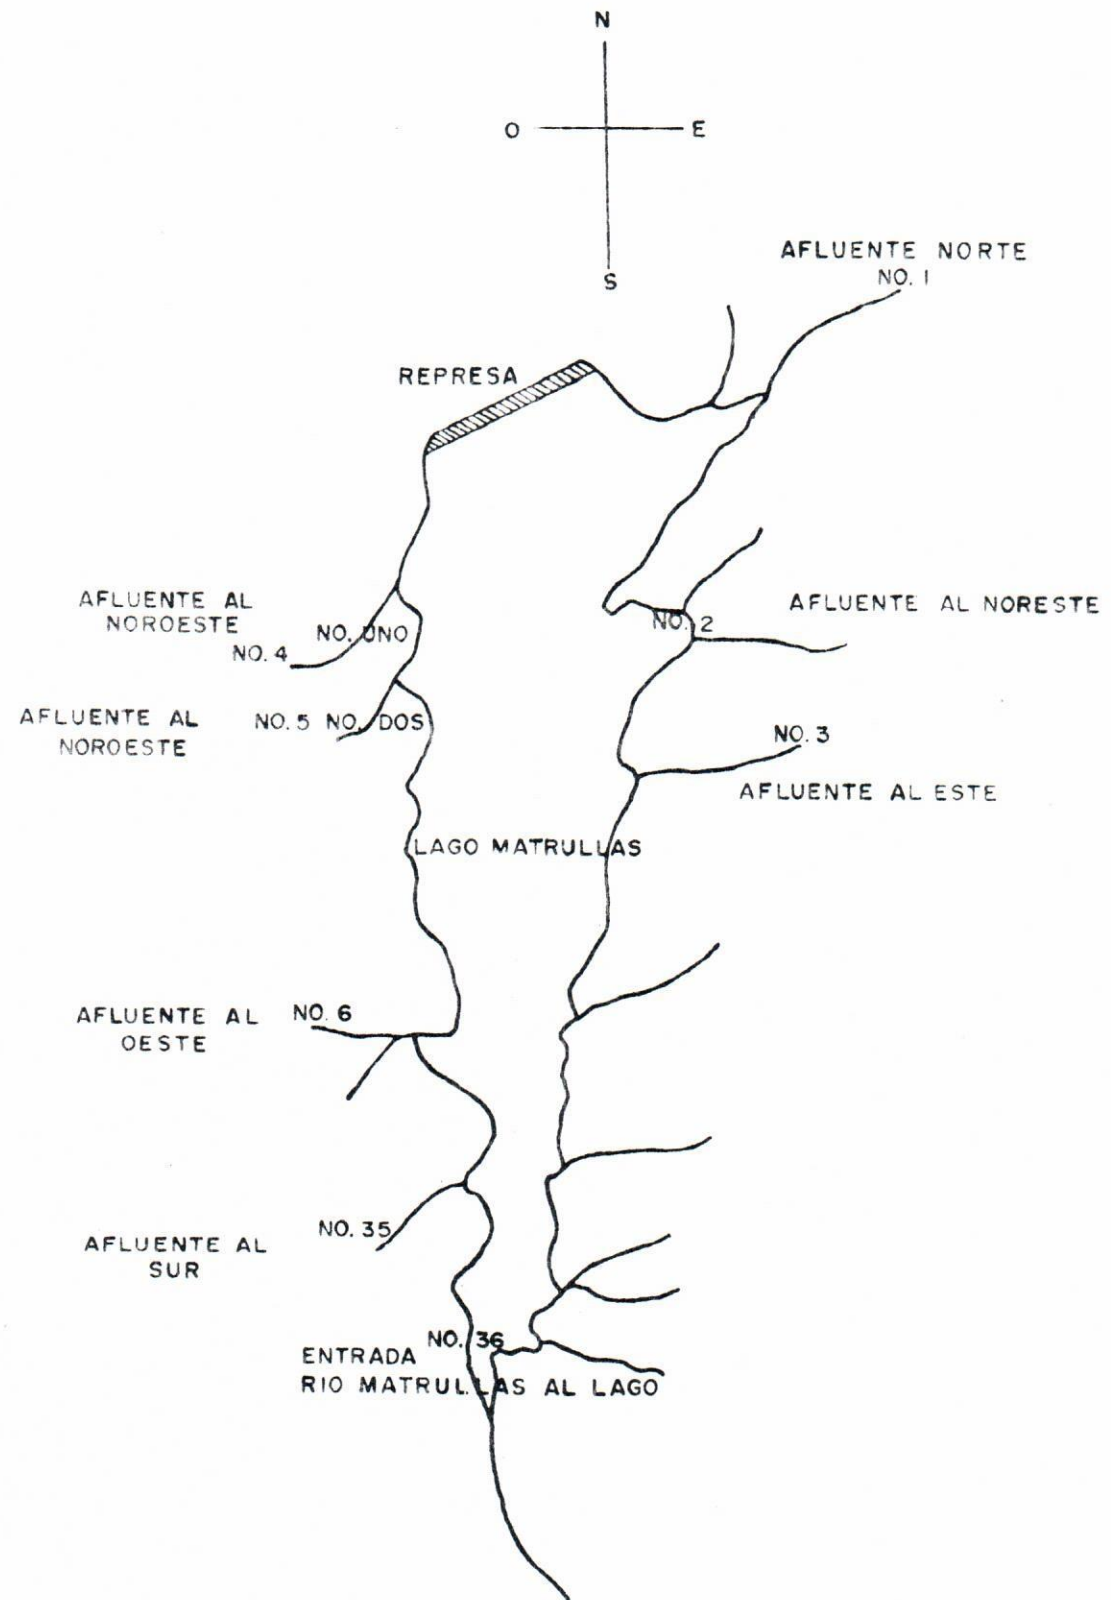 N
O E
S
AFLUENTE NORTE
NO. 1
REPRESA
AFLUENTE AL
NOROESTE
NO. UNO
NO. 4
AFLUENTE AL NORESTE
NO. 2
AFLUENTE AL
NOROESTE
NO. 5 NO. DOS
NO. 3
AFLUENTE AL ESTE
LAGO MATRULLAS
AFLUENTE AL
OESTE
NO. 6
NO. 35
AFLUENTE AL
SUR
NO. 36
ENTRADA
RIO MATRULLAS AL LAGO